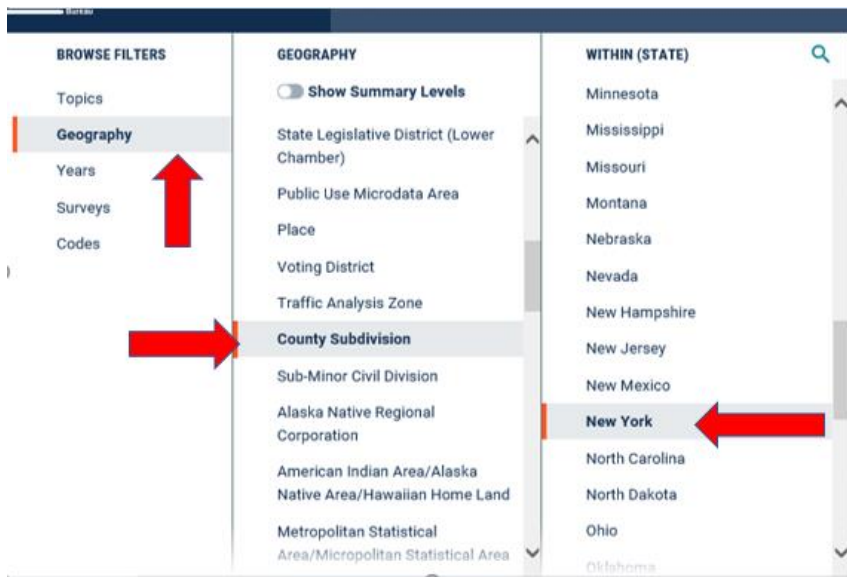 Bureau
BROWSE FILTERS
Topics
Geography
Years
Surveys
Codes
GEOGRAPHY
Show Summary Levels
State Legislative District (Lower
Chamber)
Public Use Microdata Area
Place
Voting District
Traffic Analysis Zone
County Subdivision
Sub-Minor Civil Division
Alaska Native Regional
Corporation
American Indian Area/Alaska
Native Area/Hawaiian Home Land
Metropolitan Statistical
Area/Micropolitan Statistical Area
WITHIN (STATE)
Minnesota
Mississippi
Missouri
Montana
Nebraska
Nevada
New Hampshire
New Jersey
New Mexico
New York
North Carolina
North Dakota
Ohio
Oklahoma